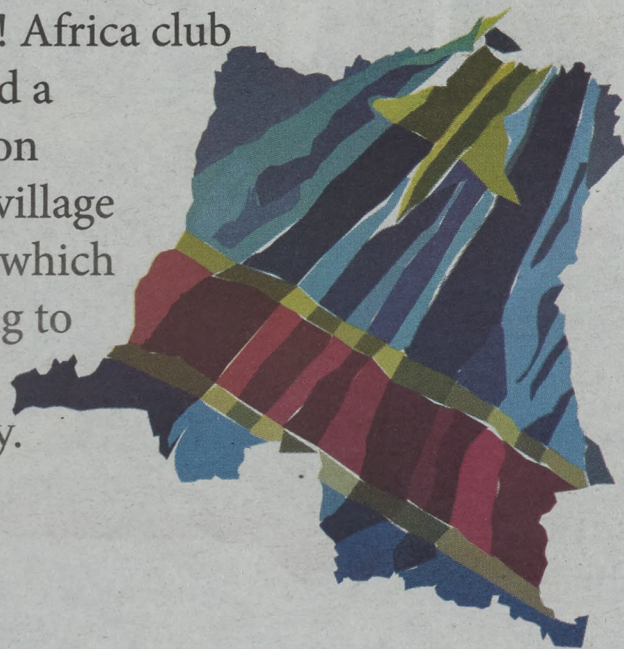 ! Africa club
d a
on
village
which
g to
y.